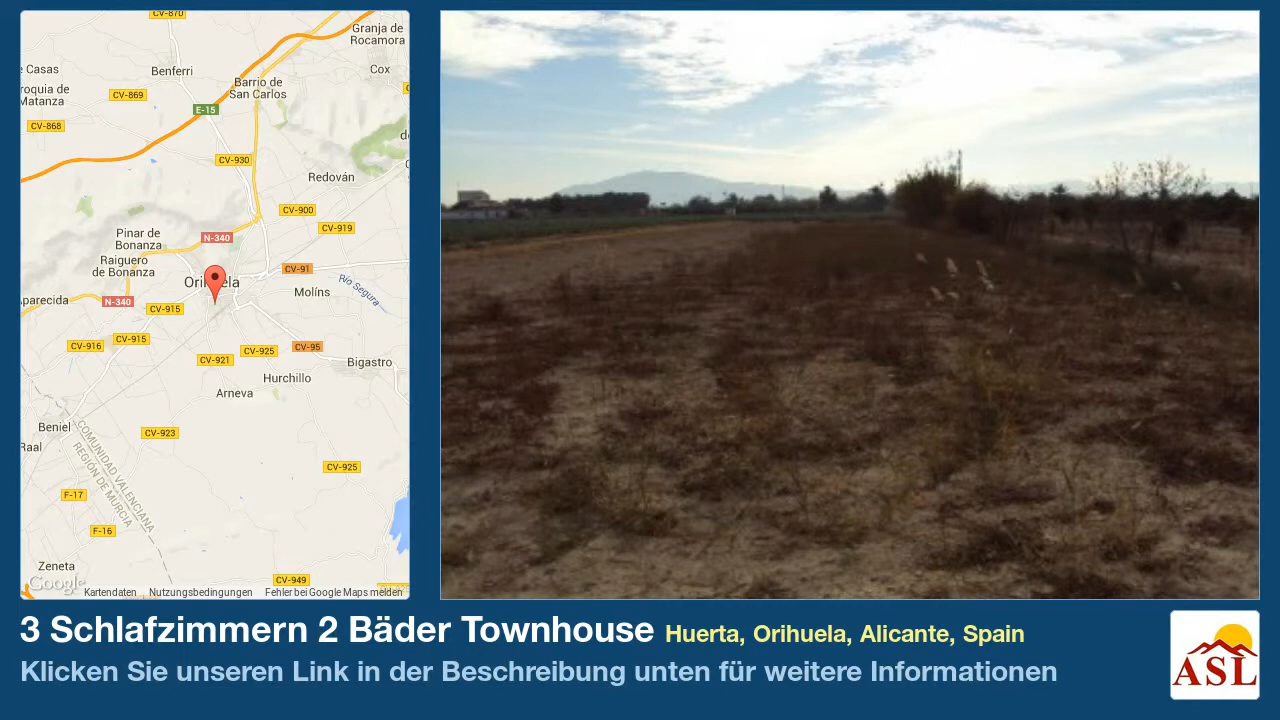 CV-870
Granja de
Rocamora
Casas
Benferri
Cox
Barrio de
San Carlos
roquia de
Matanza
CV-869
E-15
CV-868
CV-930
Redován
CV-900
CV-919
Pinar de
Bonanza
N-340
Raiguero
de Bonanza
CV-91
Orihuela
Molíns
Río Segura
Aparecida
N-340
CV-915
CV-916
CV-915
CV-921
CV-925
CV-95
Bigastro
Hurchillo
Arneva
Beniel
Raal
CV-923
COMUNIDAD VALENCIANA
REGIÓN DE MURCIA
CV-925
F-17
F-16
Zeneta
CV-949
Google
Kartendaten Nutzungsbedingungen Fehler bei Google Maps melden
3 Schlafzimmern 2 Bäder Townhouse Huerta, Orihuela, Alicante, Spain
Klicken Sie unseren Link in der Beschreibung unten für weitere Informationen
ASL